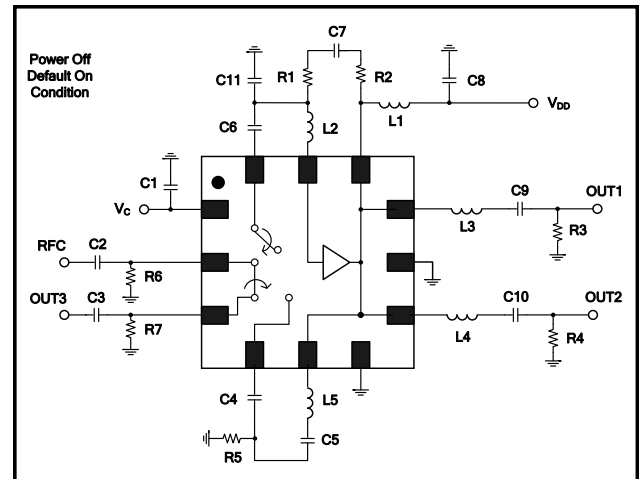 Power Off
Default On
Condition
C7
C11
R1
R2
C8
L1
VDD
C6
L2
C1
VC
C9
OUT1
L3
R3
RFC
C2
R6
OUT3
C3
R7
C10
OUT2
L4
R4
C4
L5
R5
C5